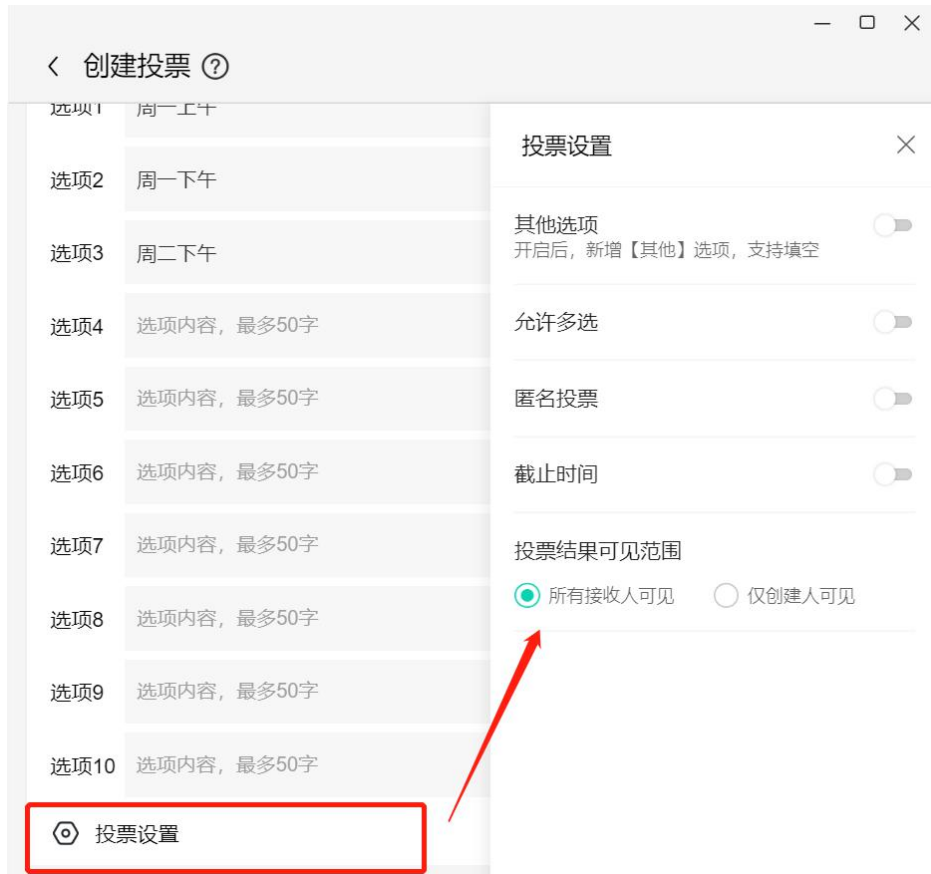 创建投票
选项1 周一上午
选项2 周一下午
选项3 周二下午
选项4 选项内容，最多50字
选项5 选项内容，最多50字
选项6 选项内容，最多50字
选项7 选项内容，最多50字
选项8 选项内容，最多50字
选项9 选项内容，最多50字
选项10 选项内容，最多50字
投票设置
投票设置
其他选项
开启后，新增【其他】选项，支持填空
允许多选
匿名投票
截止时间
投票结果可见范围
所有接收人可见 仅创建人可见